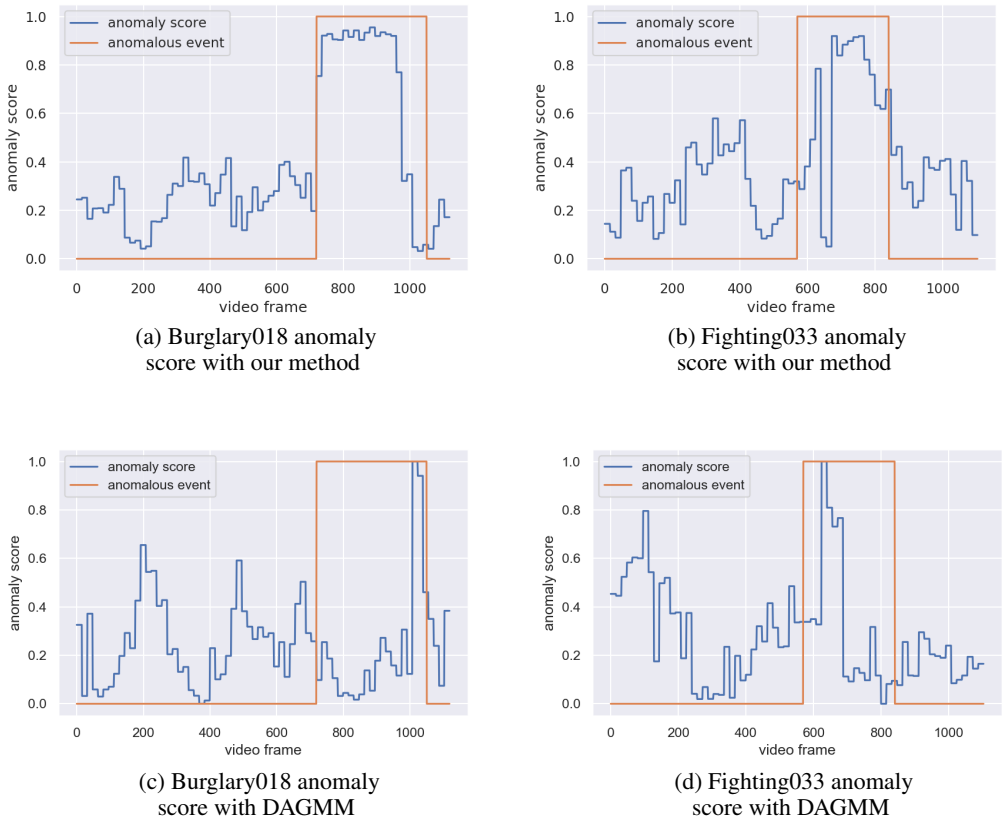 1.0
0.8
0.6
0.4
0.2
0.0
anomaly score
anomaly score
anomalous event
0 200 400 600 800 1000
video frame
(a) Burglary018 anomaly
score with our method
1.0
0.8
0.6
0.4
0.2
0.0
anomaly score
anomaly score
anomalous event
0 200 400 600 800 1000
video frame
(b) Fighting033 anomaly
score with our method
1.0
0.8
0.6
0.4
0.2
0.0
anomaly score
anomaly score
anomalous event
0 200 400 600 800 1000
video frame
(c) Burglary018 anomaly
score with DAGMM
1.0
0.8
0.6
0.4
0.2
0.0
anomaly score
anomaly score
anomalous event
0 200 400 600 800 1000
video frame
(d) Fighting033 anomaly
score with DAGMM